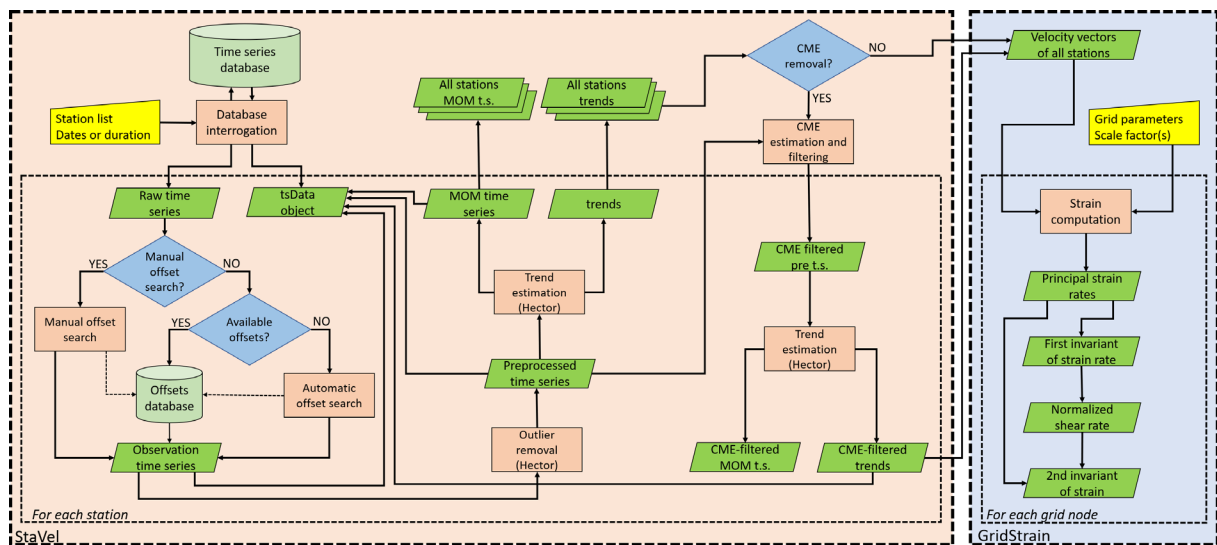 Time series
database
Station list
Dates or duration
Database
interrogation
All stations
MOM t.s.
All stations
trends
CME
removal?
NO
YES
CME
estimation and
filtering
Raw time
series
tsData
object
MOM time
series
trends
Manual
offset
search?
YES
NO
Manual offset
search
Available
offsets?
YES
NO
Offsets
database
Automatic
offset search
Observation
time series
Trend
estimation
(Hector)
Preprocessed
time series
Outlier
removal
(Hector)
CME filtered
pre t.s.
Trend
estimation
(Hector)
CME-filtered
MOM t.s.
CME-filtered
trends
For each station
StaVel
Velocity vectors
of all stations
Grid parameters
Scale factor(s)
Strain
computation
Principal strain
rates
First invariant
of strain rate
Normalized
shear rate
2nd invariant
of strain
For each grid node
GridStrain